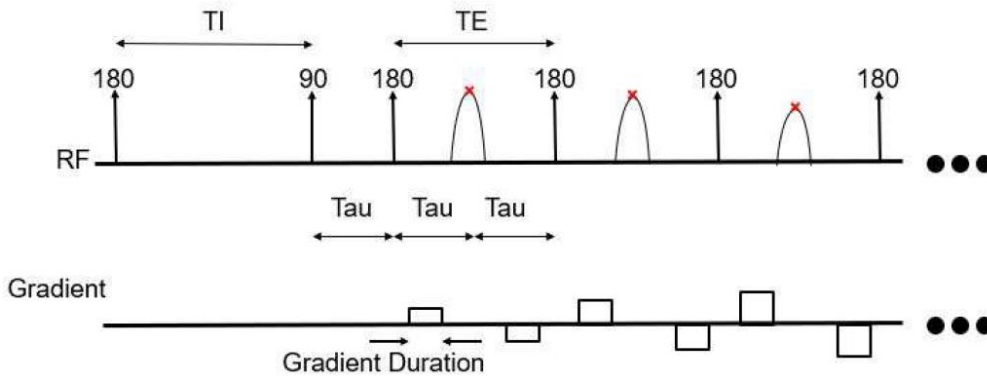 TI TE
180 90 180 180 180 180
RF
Tau Tau Tau
Gradient
Gradient Duration